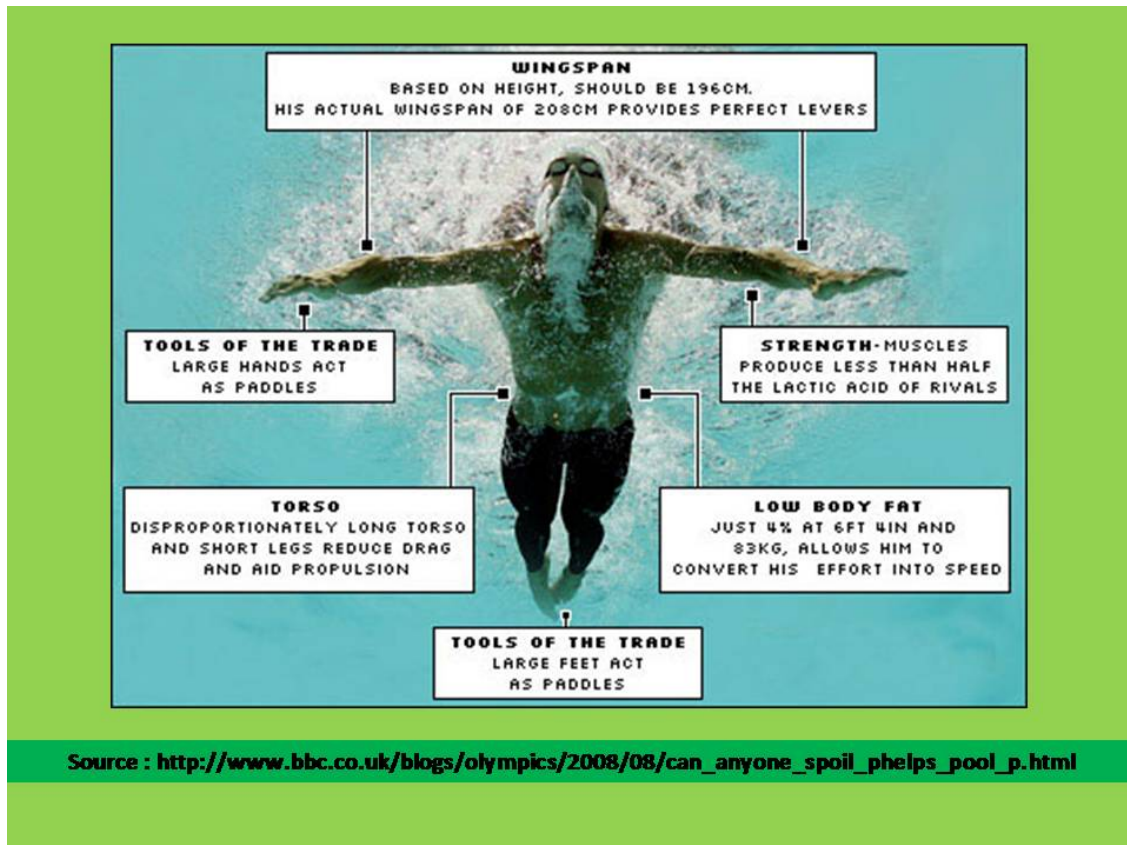 WINGSPAN
BASED ON HEIGHT, SHOULD BE 196CM.
HIS ACTUAL WINGSPAN OF 208CM PROVIDES PERFECT LEVERS
TOOLS OF THE TRADE
LARGE HANDS ACT
AS PADDLES
STRENGTH-MUSCLES
PRODUCE LESS THAN HALF
THE LACTIC ACID OF RIVALS
TORSO
DISPROPORTIONATELY LONG TORSO
AND SHORT LEGS REDUCE DRAG
AND AID PROPULSION
LOW BODY FAT
JUST 4% AT 6FT 4IN AND
83KG, ALLOWS HIM TO
CONVERT HIS EFFORT INTO SPEED
TOOLS OF THE TRADE
LARGE FEET ACT
AS PADDLES
Source : http://www.bbc.co.uk/blogs/olympics/2008/08/can_anyone_spoil_phelps_pool_p.html